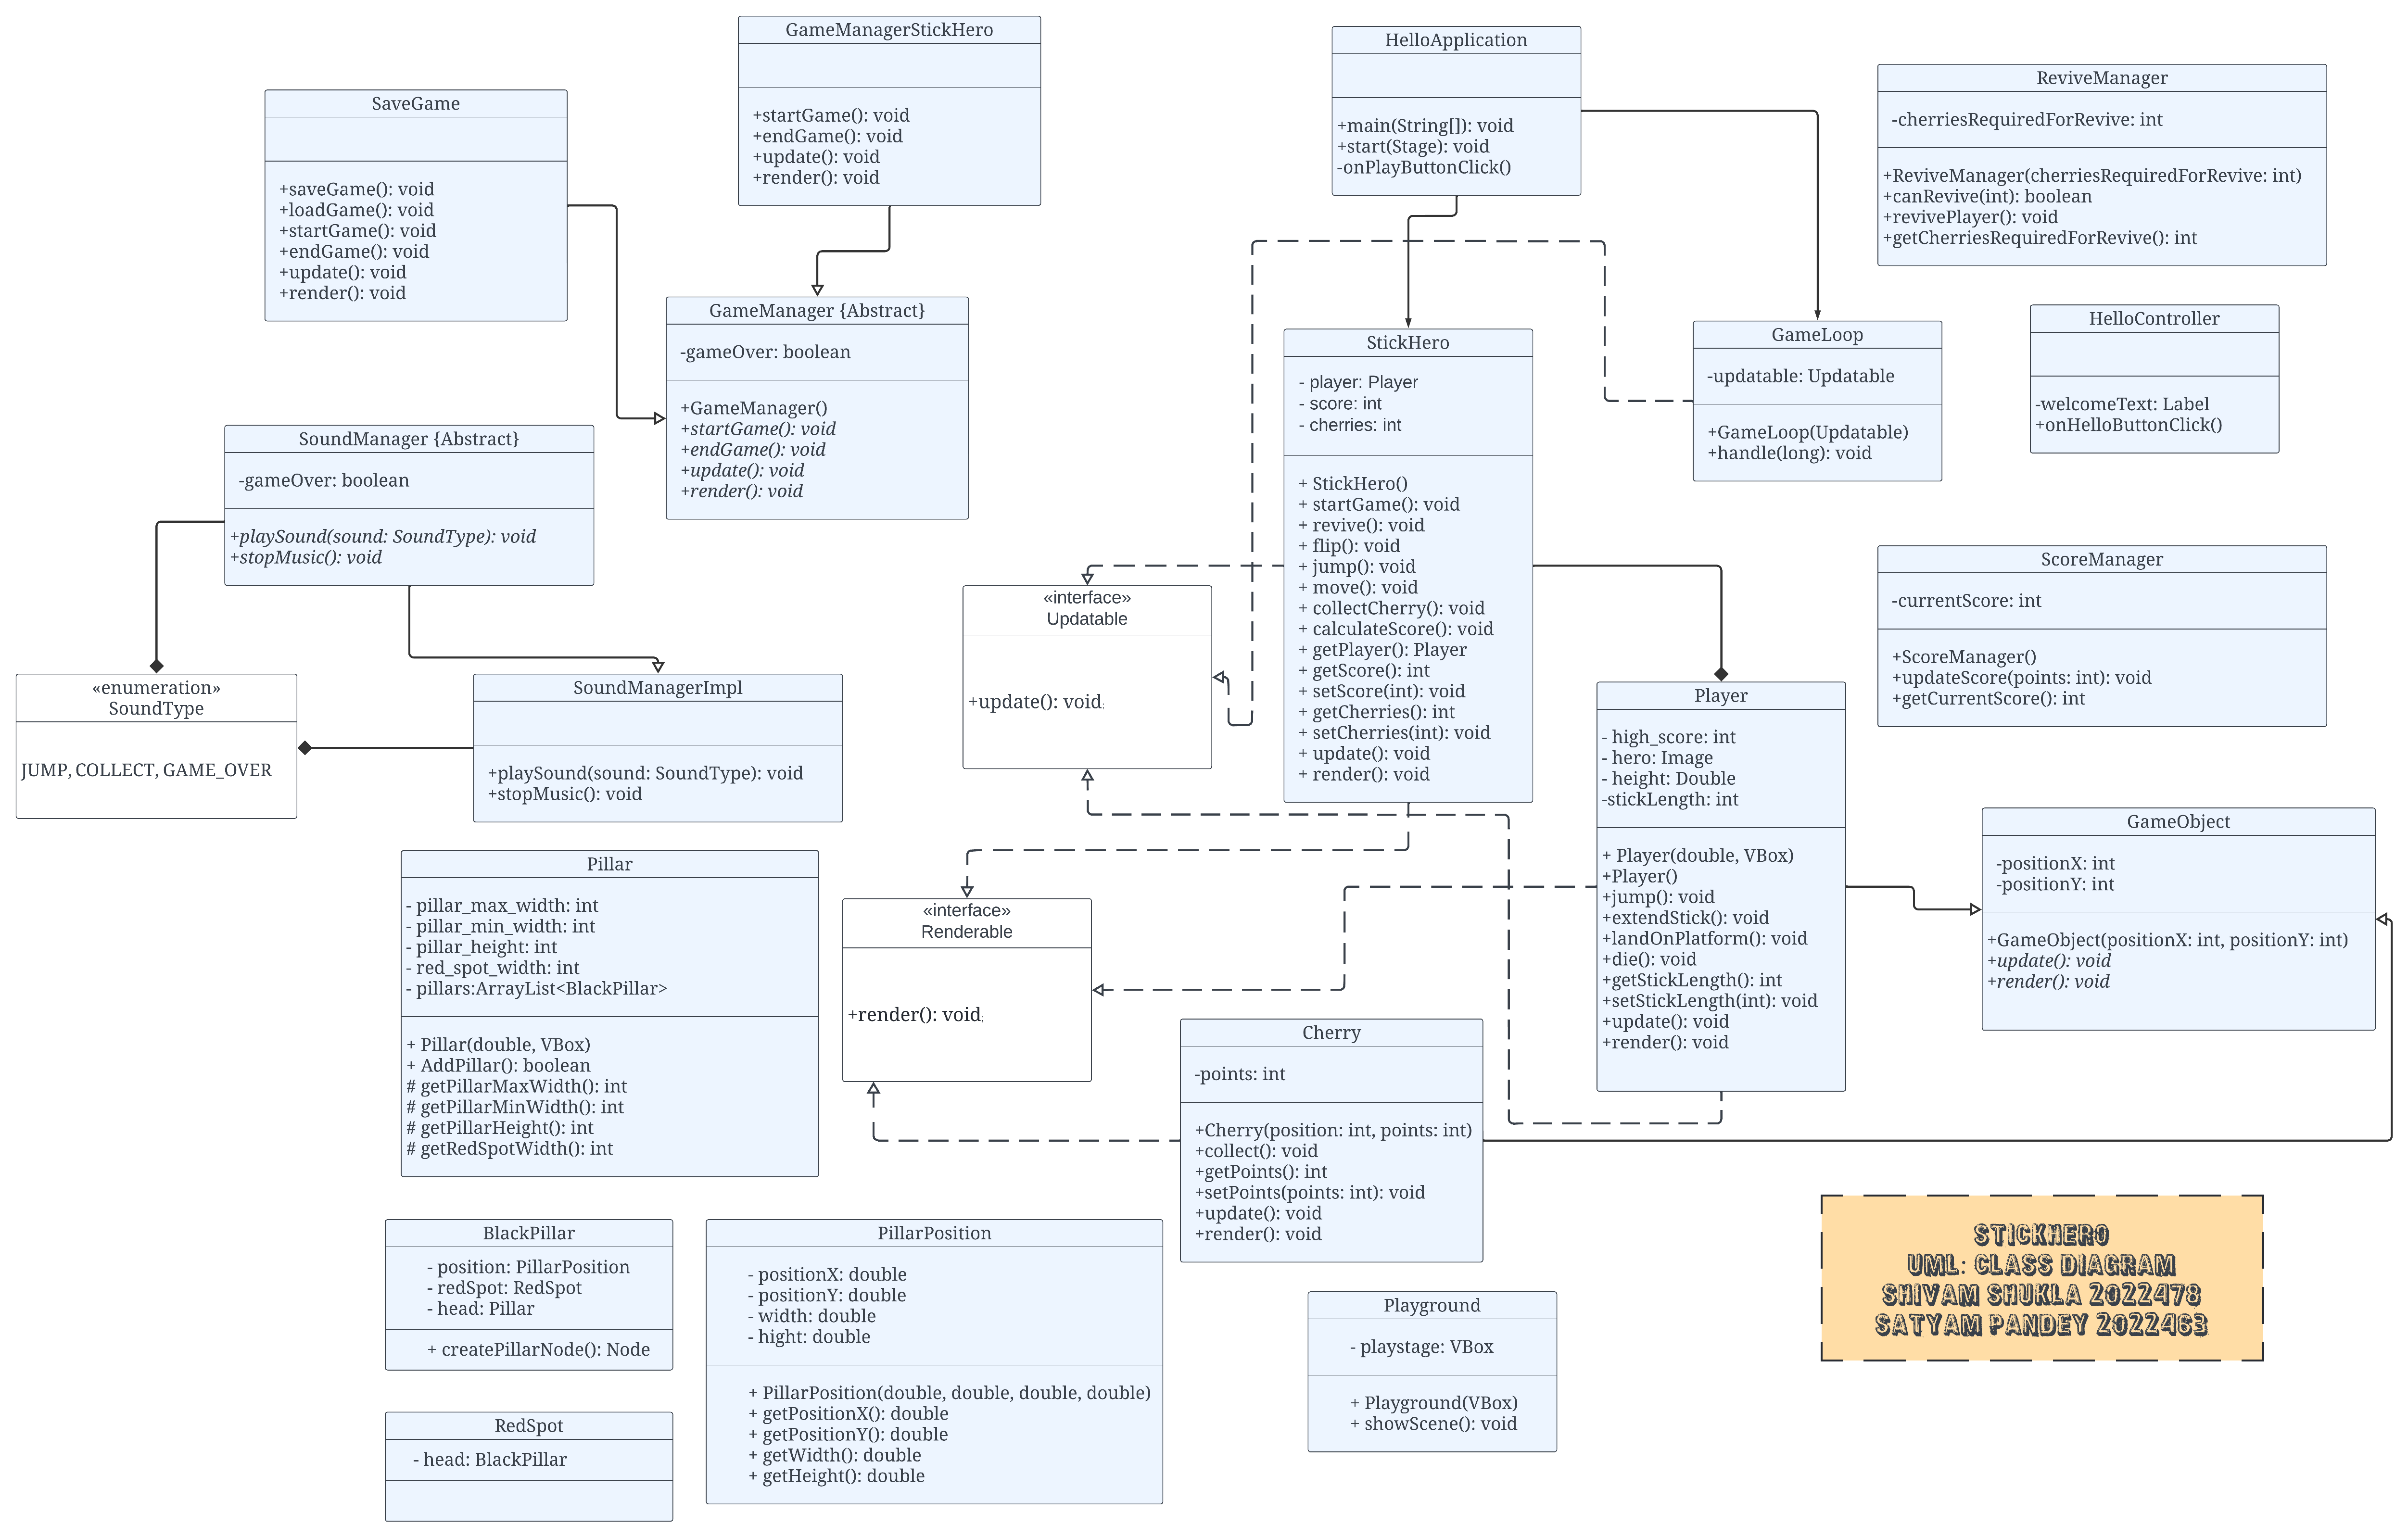 GameManagerStickHero
+startGame(): void
+endGame(): void
+update(): void
+render(): void
HelloApplication
+main(String[]): void
+start(Stage): void
-onPlayButtonClick()
ReviveManager
-cherriesRequiredForRevive: int
+ReviveManager(cherriesRequiredForRevive: int)
+canRevive(int): boolean
+revivePlayer(): void
+getCherriesRequiredForRevive(): int
SaveGame
+saveGame(): void
+loadGame(): void
+startGame(): void
+endGame(): void
+update(): void
+render(): void
GameManager {Abstract}
-gameOver: boolean
+GameManager()
+startGame(): void
+endGame(): void
+update(): void
+render(): void
StickHero
- player: Player
- score: int
- cherries: int
+ StickHero()
+ startGame(): void
+ revive(): void
+ flip(): void
+ jump(): void
+ move(): void
+ collectCherry(): void
+ calculateScore(): void
+ getPlayer(): Player
+ getScore(): int
+ setScore(int): void
+ getCherries(): int
+ setCherries(int): void
+ update(): void
+ render(): void
GameLoop
-updatable: Updatable
+GameLoop(Updatable)
+handle(long): void
HelloController
-welcomeText: Label
+onHelloButtonClick()
SoundManager {Abstract}
-gameOver: boolean
+playSound(sound: SoundType): void
+stopMusic(): void
«interface»
Updatable
+update(): void;
ScoreManager
-currentScore: int
+ScoreManager()
+updateScore(points: int): void
+getCurrentScore(): int
«enumeration»
SoundType
JUMP, COLLECT, GAME_OVER
SoundManagerImpl
+playSound(sound: SoundType): void
+stopMusic(): void
Player
- high_score: int
- hero: Image
- height: Double
-stickLength: int
+ Player(double, VBox)
+Player()
+jump(): void
+extendStick(): void
+landOnPlatform(): void
+die(): void
+getStickLength(): int
+setStickLength(int): void
+update(): void
+render(): void
GameObject
-positionX: int
-positionY: int
+GameObject(positionX: int, positionY: int)
+update(): void
+render(): void
Pillar
- pillar_max_width: int
- pillar_min_width: int
- pillar_height: int
- red_spot_width: int
- pillars:ArrayList<BlackPillar>
+ Pillar(double, VBox)
+ AddPillar(): boolean
# getPillarMaxWidth(): int
# getPillarMinWidth(): int
# getPillarHeight(): int
# getRedSpotWidth(): int
«interface»
Renderable
+render(): void;
Cherry
-points: int
+Cherry(position: int, points: int)
+collect(): void
+getPoints(): int
+setPoints(points: int): void
+update(): void
+render(): void
BlackPillar
- position: PillarPosition
- redSpot: RedSpot
- head: Pillar
+ createPillarNode(): Node
PillarPosition
- positionX: double
- positionY: double
- width: double
- hight: double
+ PillarPosition(double, double, double, double)
+ getPositionX(): double
+ getPositionY(): double
+ getWidth(): double
+ getHeight(): double
Playground
- playstage: VBox
+ Playground(VBox)
+ showScene(): void
STICKHERO
UML: CLASS DIAGRAM
SHIVAM SHUKLA 2022478
SATYAM PANDEY 2022463
RedSpot
- head: BlackPillar